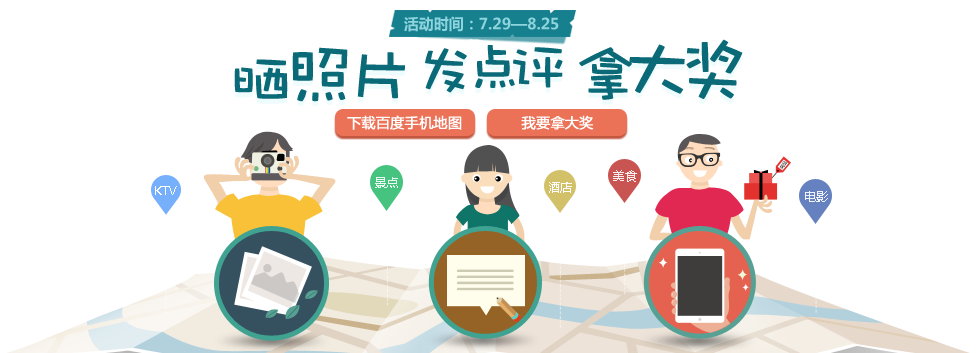 活动时间：7.29—8.25
晒照片 发点评 拿大奖
下载百度手机地图
我要拿大奖
KTV
景点
酒店
美食
电影